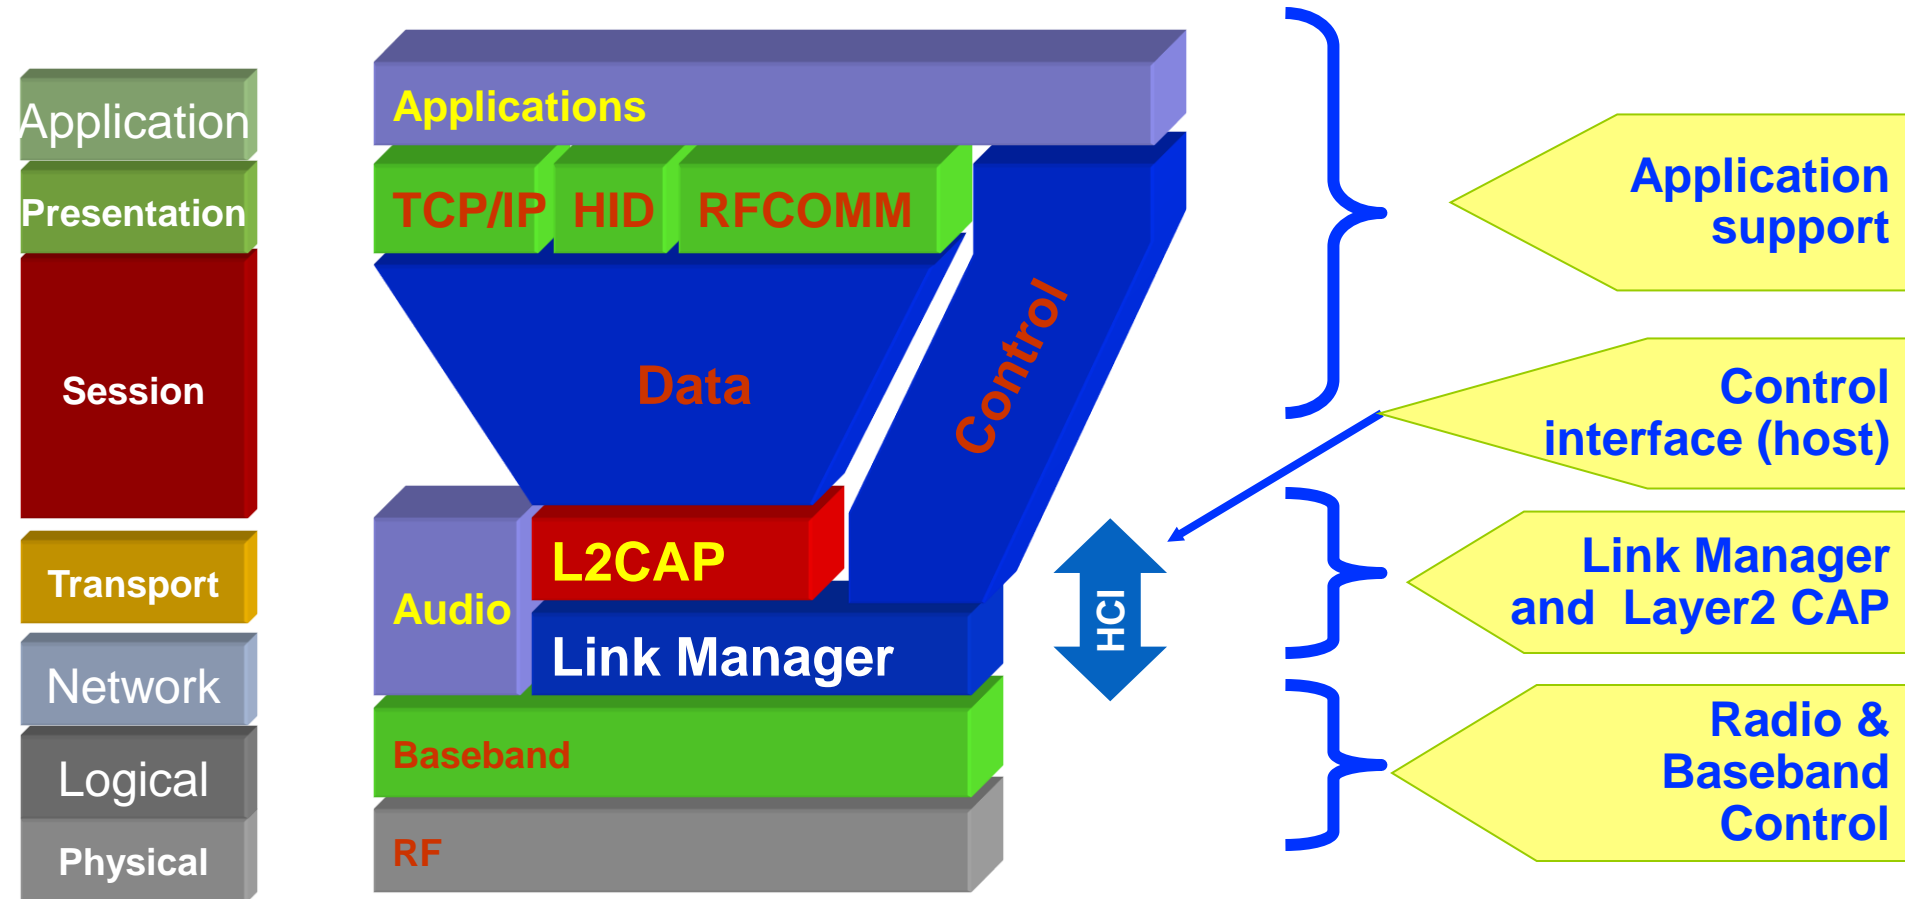 Application
Presentation
Session
Transport
Network
Logical
Physical
Applications
TCP/IP HID RFCOMM
Data
Control
L2CAP
Audio
Link Manager
Baseband
RF
HCI
Application
support
Control
interface (host)
Link Manager
and Layer2 CAP
Radio &
Baseband
Control